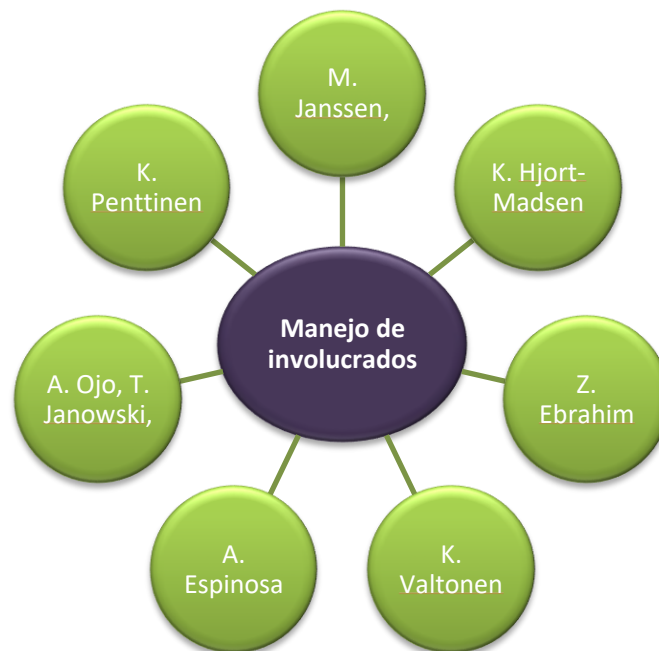 M.
Janssen,
K. Hjort-
Madsen
Z.
Ebrahim
K.
Valtonen
A.
Espinosa
A. Ojo, T.
Janowski,
K.
Penttinen
Manejo de
involucrados